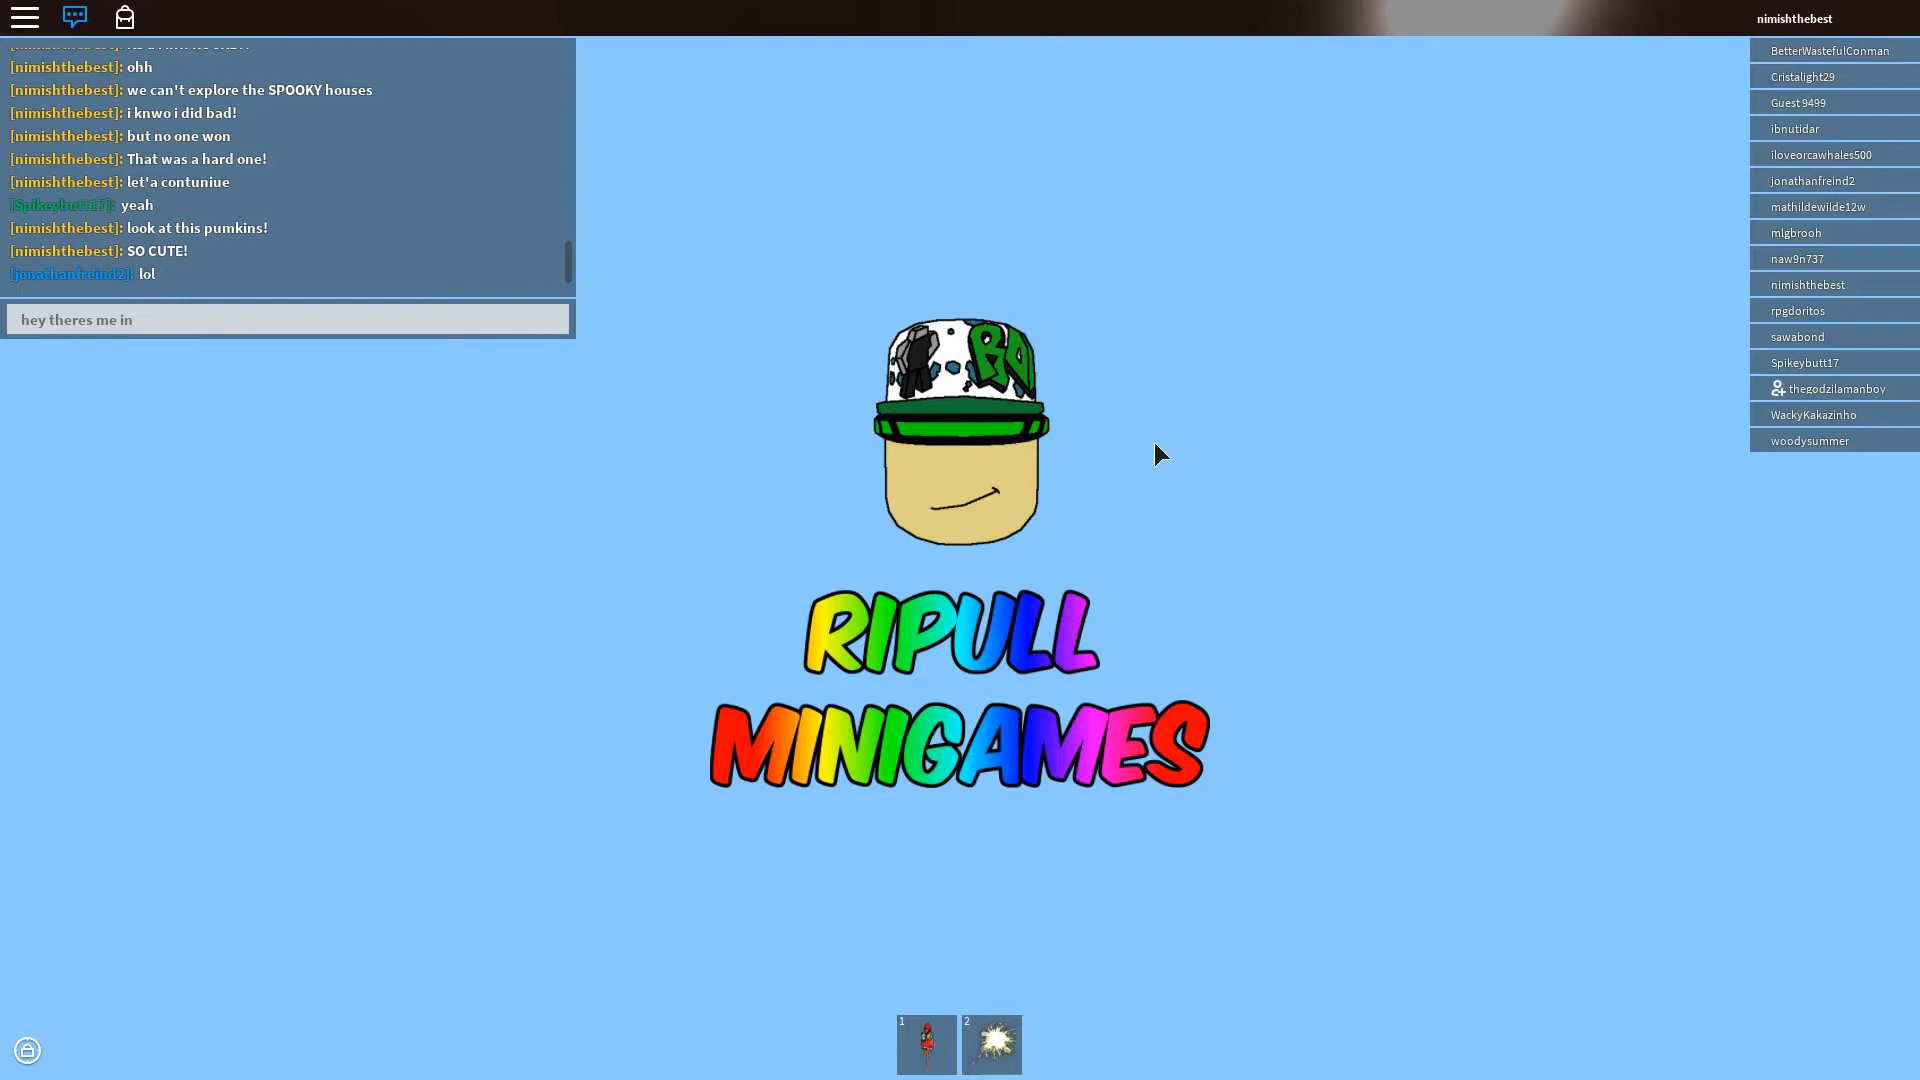 nimishthebest
[nimishthebest]: ohh
[nimishthebest]: we can't explore the SPOOKY houses
[nimishthebest]: i knwo i did bad!
[nimishthebest]: but no one won
[nimishthebest]: That was a hard one!
[nimishthebest]: let'a contuniue
[Spikeybutt17]: yeah
[nimishthebest]: look at this pumkins!
[nimishthebest]: SO CUTE!
[jonathanfreind2]: lol
hey theres me in
BetterWastefulConman
Cristalight29
Guest 9499
ibnutidar
iloveorcawhales500
jonathanfreind2
mathildewilde12w
mlgbrooh
naw9n737
nimishthebest
rpgdoritos
sawabond
Spikeybutt17
thegodzilamanboy
WackyKakazinho
woodysummer
RO
RIPULL
MINIGAMES
1
2